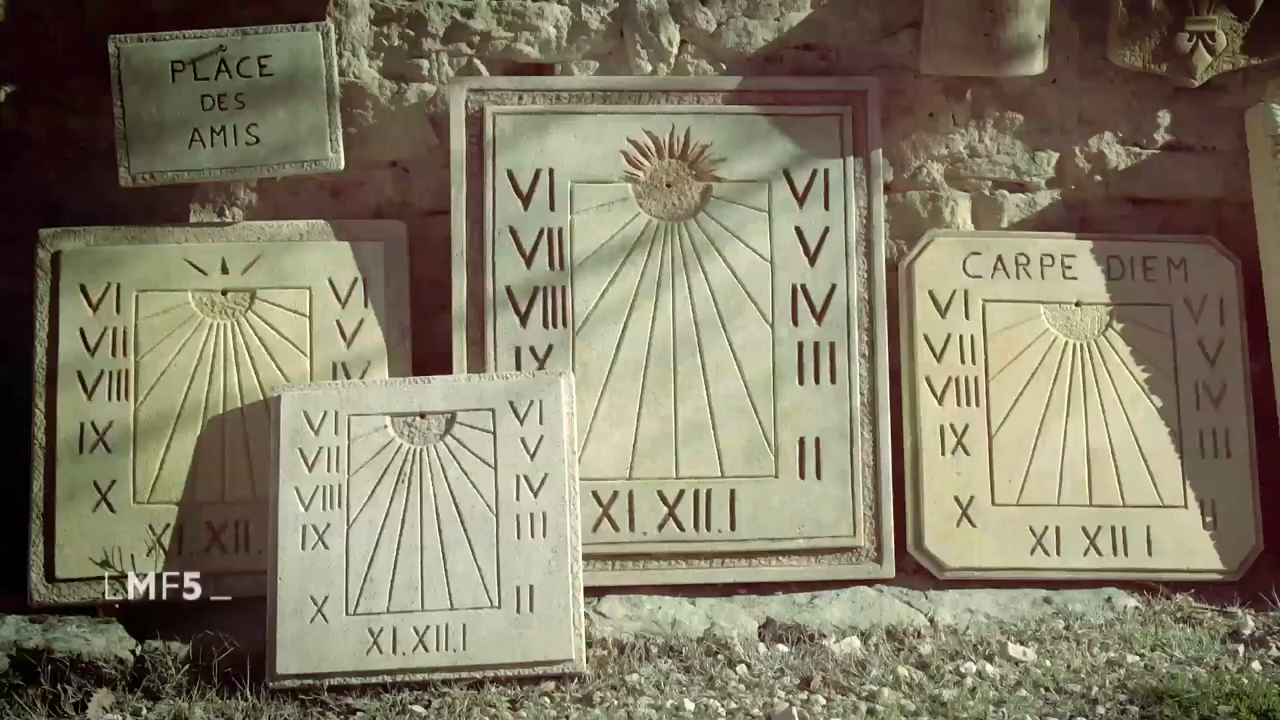 PLACE
DES
AMIS
VI VI
VII V
VIII IV
IX
X
XI.XII.
VI VI
VII V
VIII IV
IX III
II
XI.XII.I
CARPE DIEM
VI VI
VII V
VIII IV
IX III
X II
XI XII I
VI VI
VII V
VIII IV
IX III
X II
XI.XII.I
LMF5_